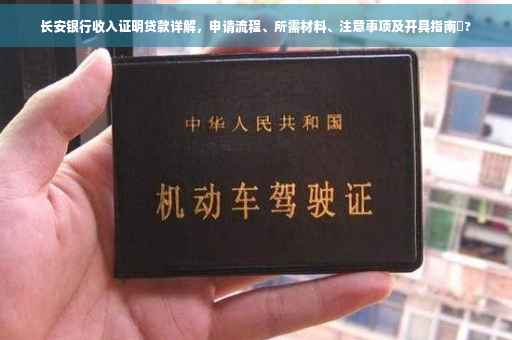 长安银行收入证明贷款详解，申请流程、所需材料、注意事项及开具指南▯?
中华人民共和国
机动车驾驶证